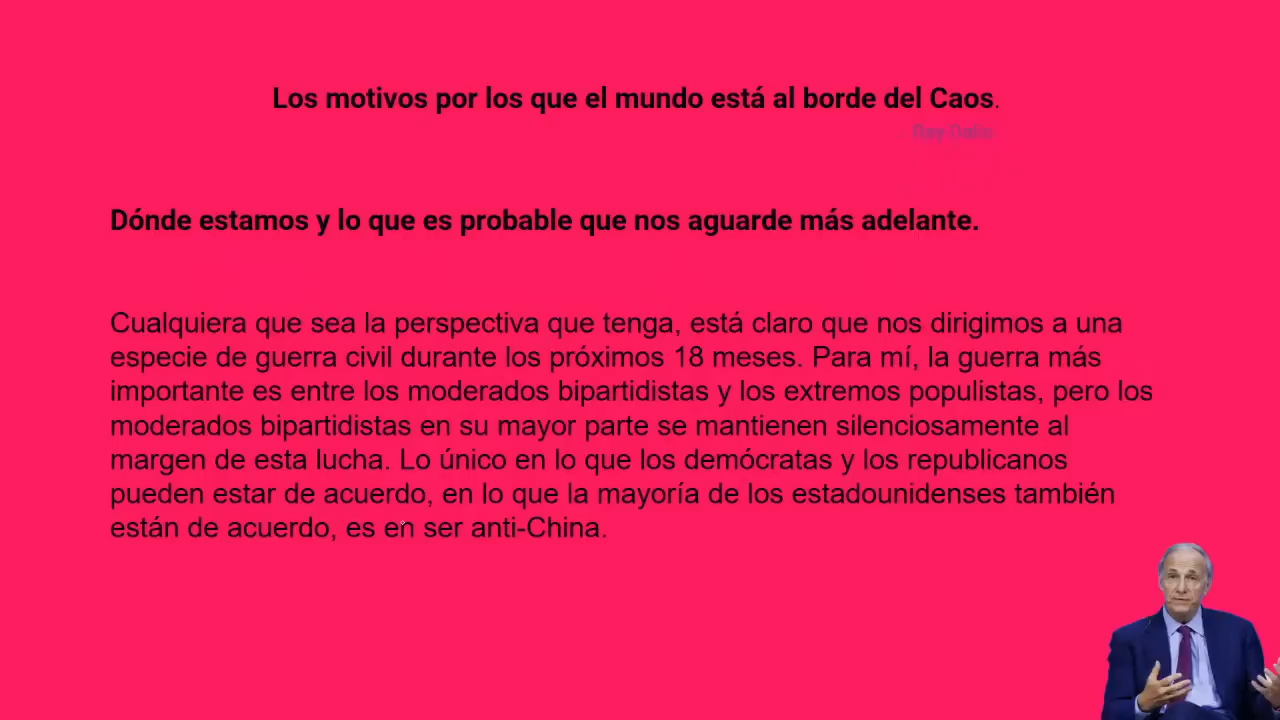 Los motivos por los que el mundo está al borde del Caos.
Ray Dalio
Dónde estamos y lo que es probable que nos aguarde más adelante.
Cualquiera que sea la perspectiva que tenga, está claro que nos dirigimos a una
especie de guerra civil durante los próximos 18 meses. Para mí, la guerra más
importante es entre los moderados bipartidistas y los extremos populistas, pero los
moderados bipartidistas en su mayor parte se mantienen silenciosamente al
margen de esta lucha. Lo único en lo que los demócratas y los republicanos
pueden estar de acuerdo, en lo que la mayoría de los estadounidenses también
están de acuerdo, es en ser anti-China.